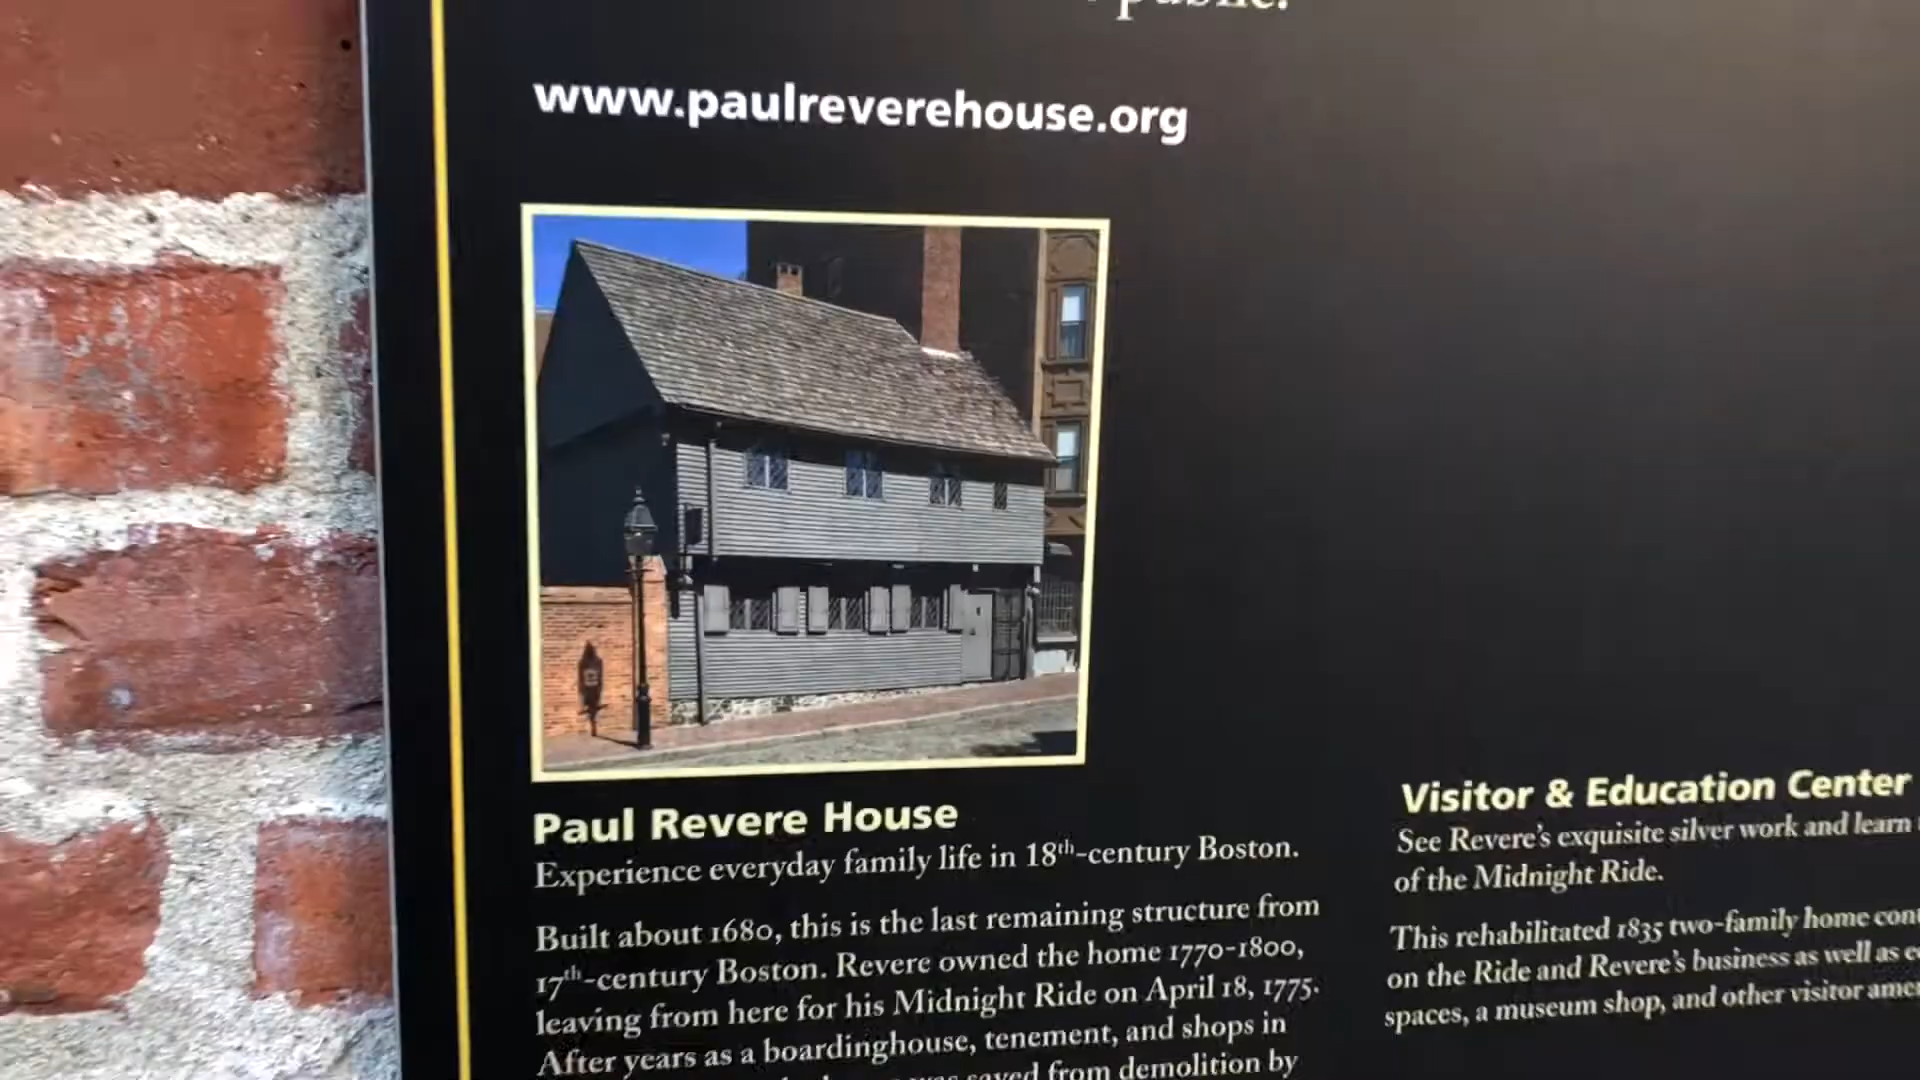 public.
www.paulreverehouse.org
Paul Revere House
Experience everyday family life in 18th-century Boston.
Built about 1680, this is the last remaining structure from
17th-century Boston. Revere owned the home 1770-1800,
leaving from here for his Midnight Ride on April 18, 1775.
After years as a boardinghouse, tenement, and shops in
was saved from demolition by
Visitor & Education Center
See Revere's exquisite silver work and learn
of the Midnight Ride.
This rehabilitated 1835 two-family home
on the Ride and Revere's business as well as
spaces, a museum shop, and other visitor